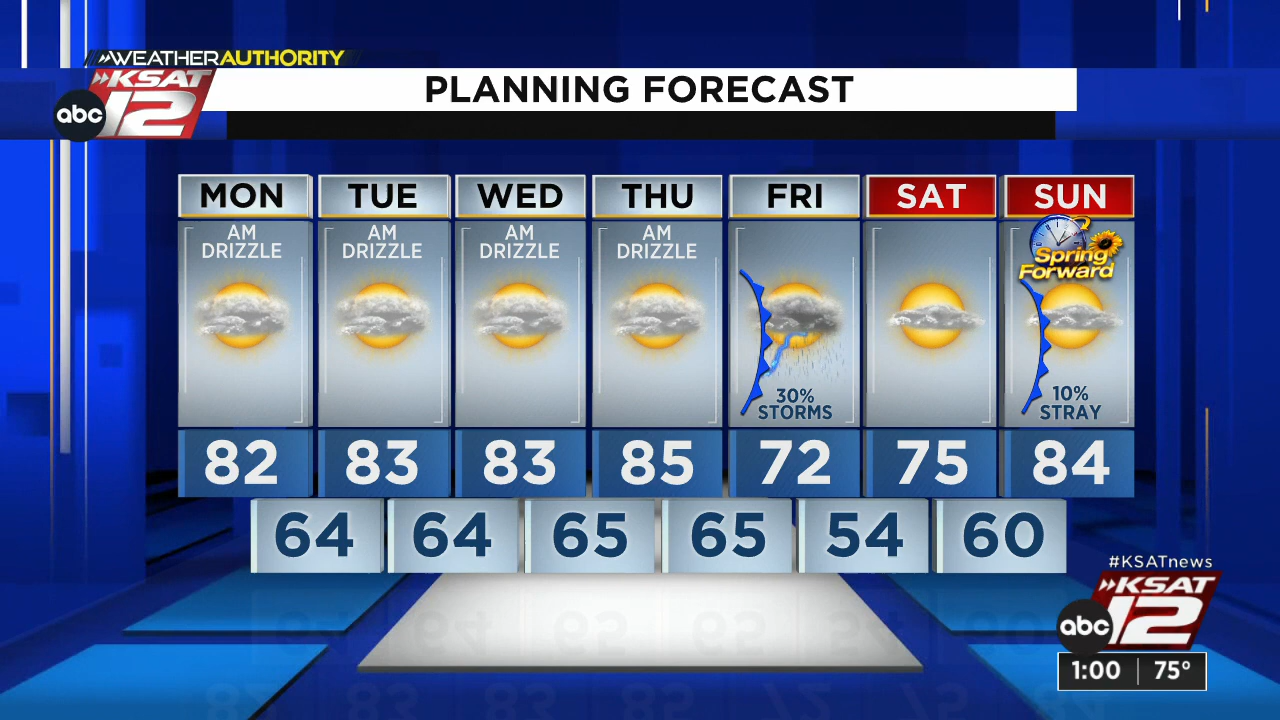 WEATHERAUTHORITY
KSAT
abc 12
PLANNING FORECAST
MON TUE WED THU FRI SAT SUN
AM DRIZZLE
AM DRIZZLE
AM DRIZZLE
AM DRIZZLE
Spring
Forward
30%
STORMS
10%
STRAY
82 83 83 85 72 75 84
64 64 65 65 54 60
#KSATnews
KSAT
abc 12
1:00 75°